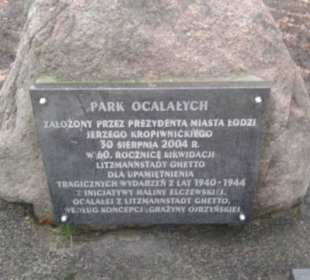 PARK OCALAŁYCH
ZAŁOŻONY PRZEZ PREZYDENTA MIASTA ŁODZI
JERZEGO KROPIWNICKIEGO
30 SIERPNIA 2004 R.
W 60. ROCZNICĘ LIKWIDACJI
LITZMANNSTADT GHETTO
DLA UPAMIĘTNIENIA
TRAGICZNYCH WYDARZEŃ Z LAT 1940-1944
Z INICJATYWY HALINY ELCZEWSKIEJ,
OCALAŁEJ Z LITZMANNSTADT GHETTO,
WEDŁUG KONCEPCJI GRAŻYNY OJRZYŃSKIEJ